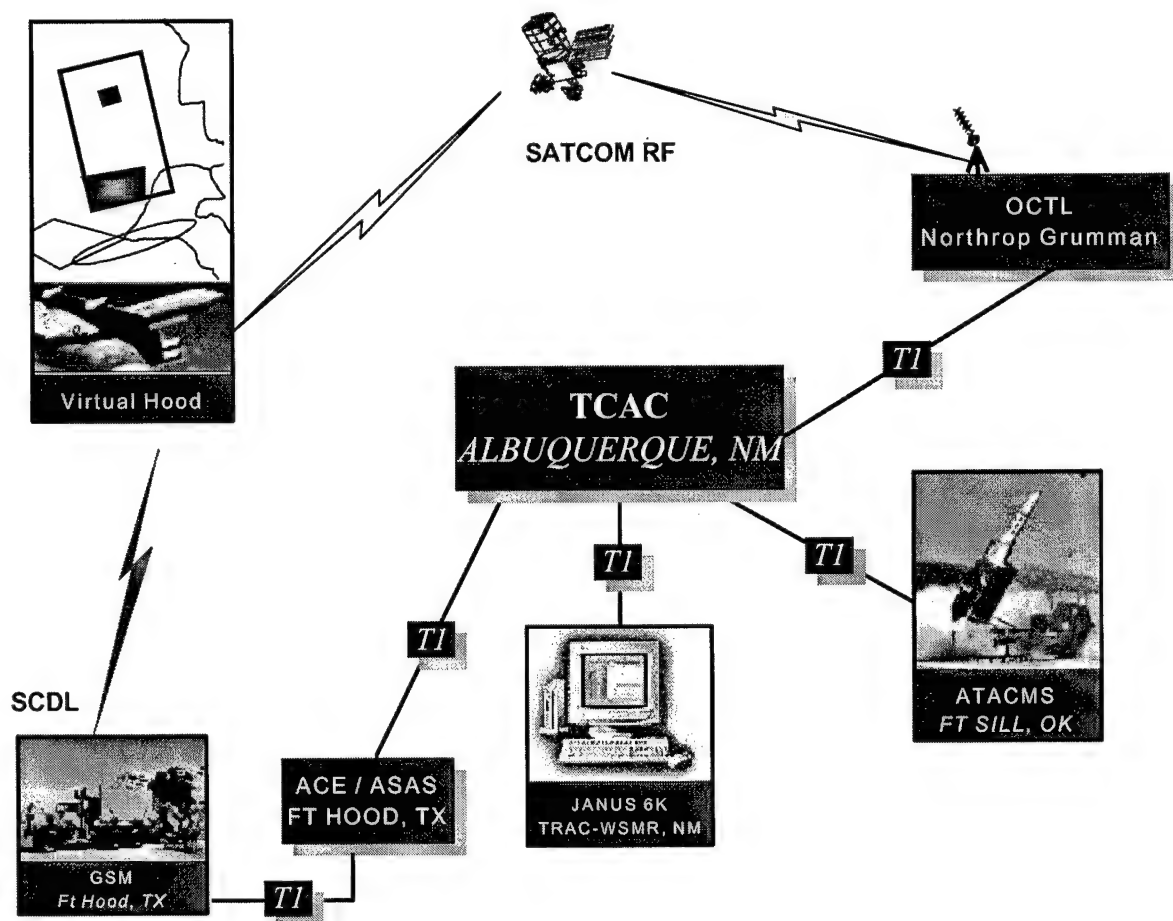 SATCOM RF
OCTL
Northrop Grumman
Virtual Hood
T1
TCAC
ALBUQUERQUE, NM
T1
T1
T1
SCDL
ATACMS
FT SILL, OK
ACE / ASAS
FT HOOD, TX
JANUS 6K
TRAC-WSMR, NM
GSM
Ft Hood, TX
T1